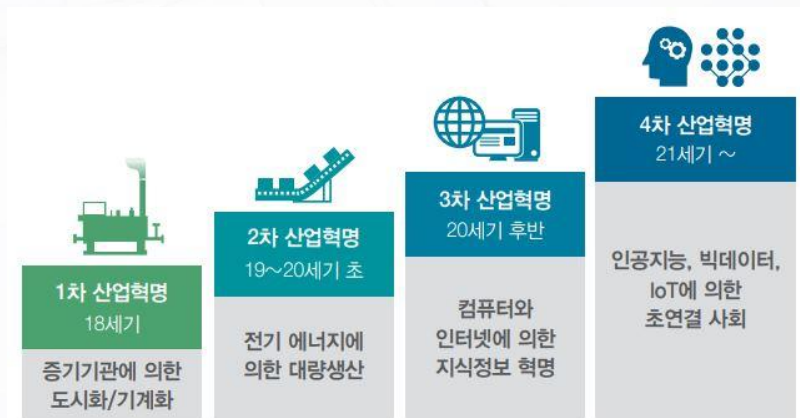 1차 산업혁명
18세기
증기기관에 의한
도시화/기계화
2차 산업혁명
19~20세기 초
전기 에너지에
의한 대량생산
3차 산업혁명
20세기 후반
컴퓨터와
인터넷에 의한
지식정보 혁명
4차 산업혁명
21세기 ~
인공지능, 빅데이터,
IoT에 의한
초연결 사회